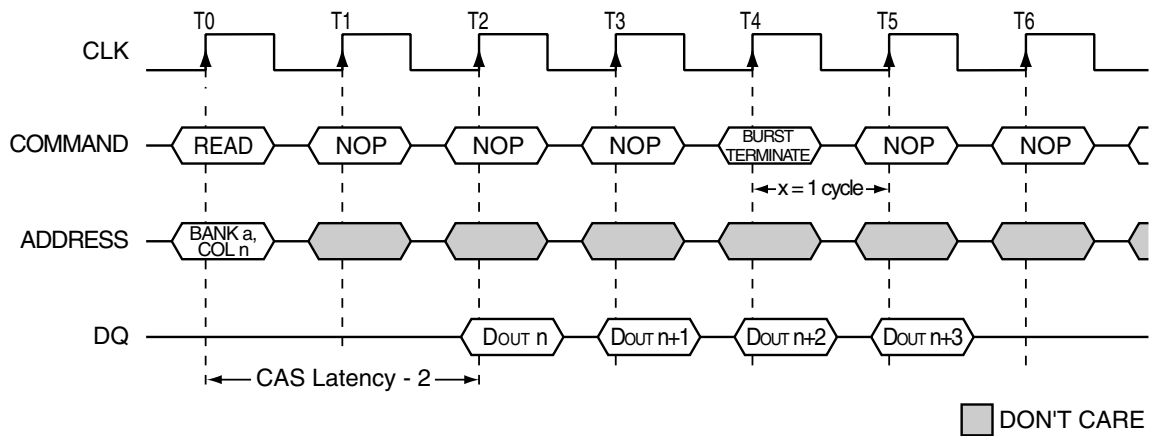 T0 T1 T2 T3 T4 T5 T6
CLK
COMMAND READ NOP NOP NOP BURST TERMINATE NOP NOP
x = 1 cycle
ADDRESS BANK a, COL n
DQ DOUT n DOUT n+1 DOUT n+2 DOUT n+3
CAS Latency - 2
DON'T CARE